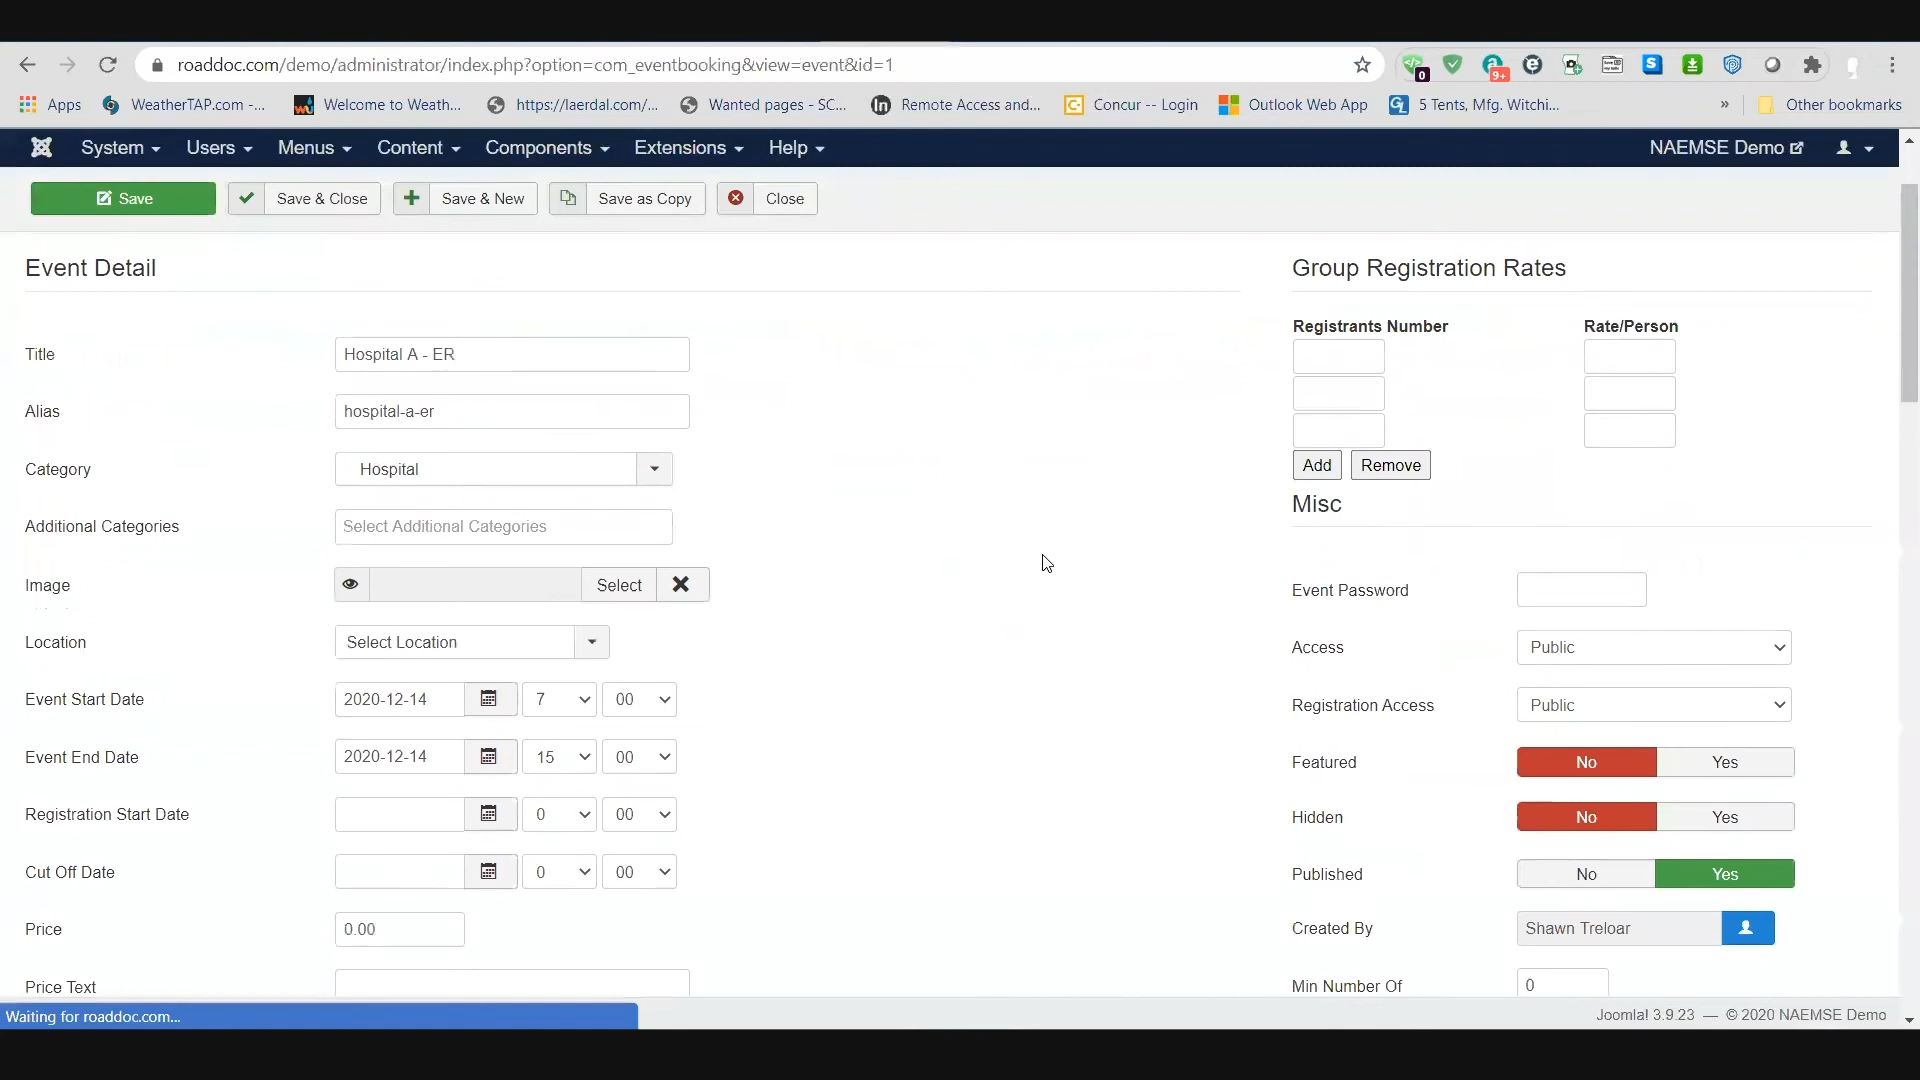 roaddoc.com/demo/administrator/index.php?option=com_eventbooking&view=event&id=1
0
9+
Apps
WeatherTAP.com -...
Welcome to Weath...
https://laerdal.com/...
Wanted pages - SC...
Remote Access and...
Concur -- Login
Outlook Web App
5 Tents, Mfg. Witchi...
»
Other bookmarks
System
Users
Menus
Content
Components
Extensions
Help
NAEMSE Demo
Save
Save & Close
Save & New
Save as Copy
Close
Event Detail
Title
Hospital A - ER
Alias
hospital-a-er
Category
Hospital
Additional Categories
Select Additional Categories
Image
Select
Location
Select Location
Event Start Date
2020-12-14
7
00
Event End Date
2020-12-14
15
00
Registration Start Date
0
00
Cut Off Date
0
00
Price
0.00
Price Text
Group Registration Rates
Registrants Number
Rate/Person
Add
Remove
Misc
Event Password
Access
Public
Registration Access
Public
Featured
No
Yes
Hidden
No
Yes
Published
No
Yes
Created By
Shawn Treloar
Min Number Of
0
Waiting for roaddoc.com...
Joomla! 3.9.23 — © 2020 NAEMSE Demo